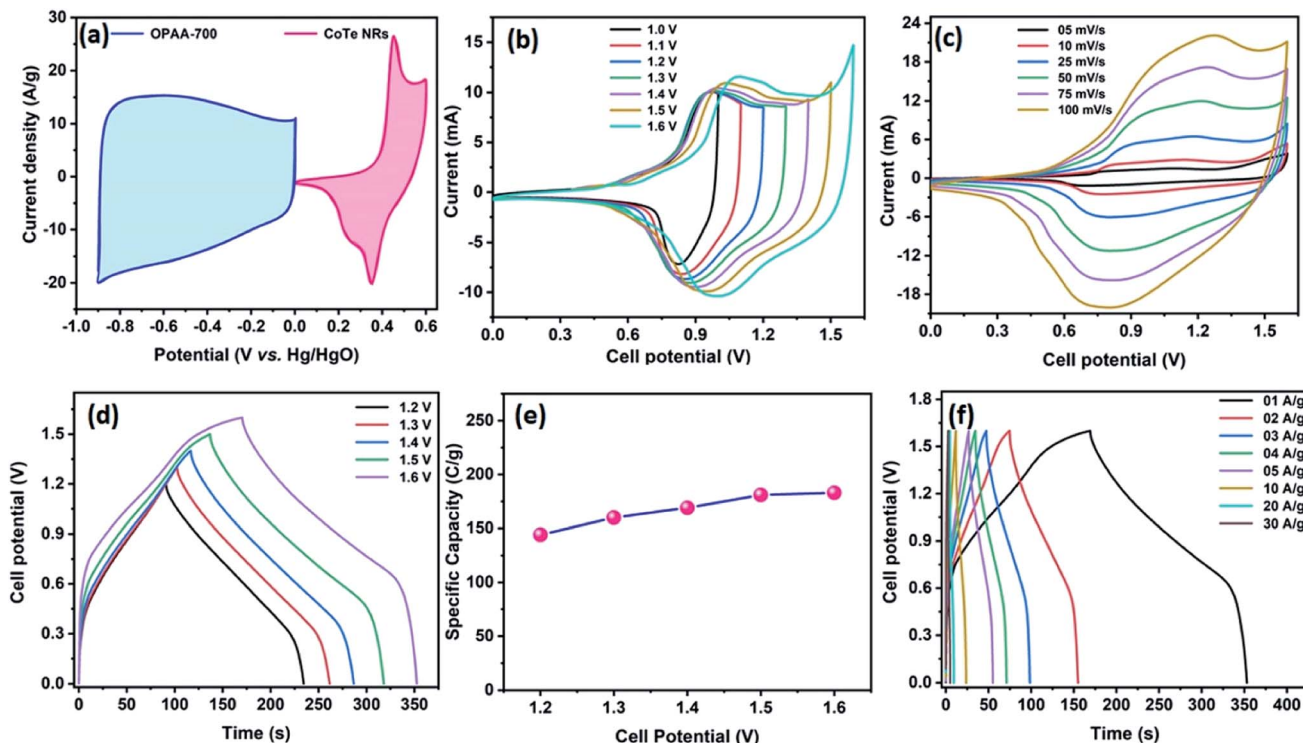 (a)
OPAA-700
CoTe NRs
Current density (A/g)
30
20
10
0
-10
-20
-1.0
-0.8
-0.6
-0.4
-0.2
0.0
0.2
0.4
0.6
Potential (V vs. Hg/HgO)
(b)
1.0 V
1.1 V
1.2 V
1.3 V
1.4 V
1.5 V
1.6 V
Current (mA)
15
10
5
0
-5
-10
0.0
0.3
0.6
0.9
1.2
1.5
Cell potential (V)
(c)
05 mV/s
10 mV/s
25 mV/s
50 mV/s
75 mV/s
100 mV/s
Current (mA)
24
18
12
6
0
-6
-12
-18
0.0
0.3
0.6
0.9
1.2
1.5
Cell potential (V)
(d)
1.2 V
1.3 V
1.4 V
1.5 V
1.6 V
Cell potential (V)
1.5
1.2
0.9
0.6
0.3
0.0
0
50
100
150
200
250
300
350
Time (s)
(e)
Specific Capacity (C/g)
250
200
150
100
50
0
1.2
1.3
1.4
1.5
1.6
Cell Potential (V)
(f)
01 A/g
02 A/g
03 A/g
04 A/g
05 A/g
10 A/g
20 A/g
30 A/g
Cell potential (V)
1.8
1.5
1.2
0.9
0.6
0.3
0.0
0
50
100
150
200
250
300
350
400
Time (s)